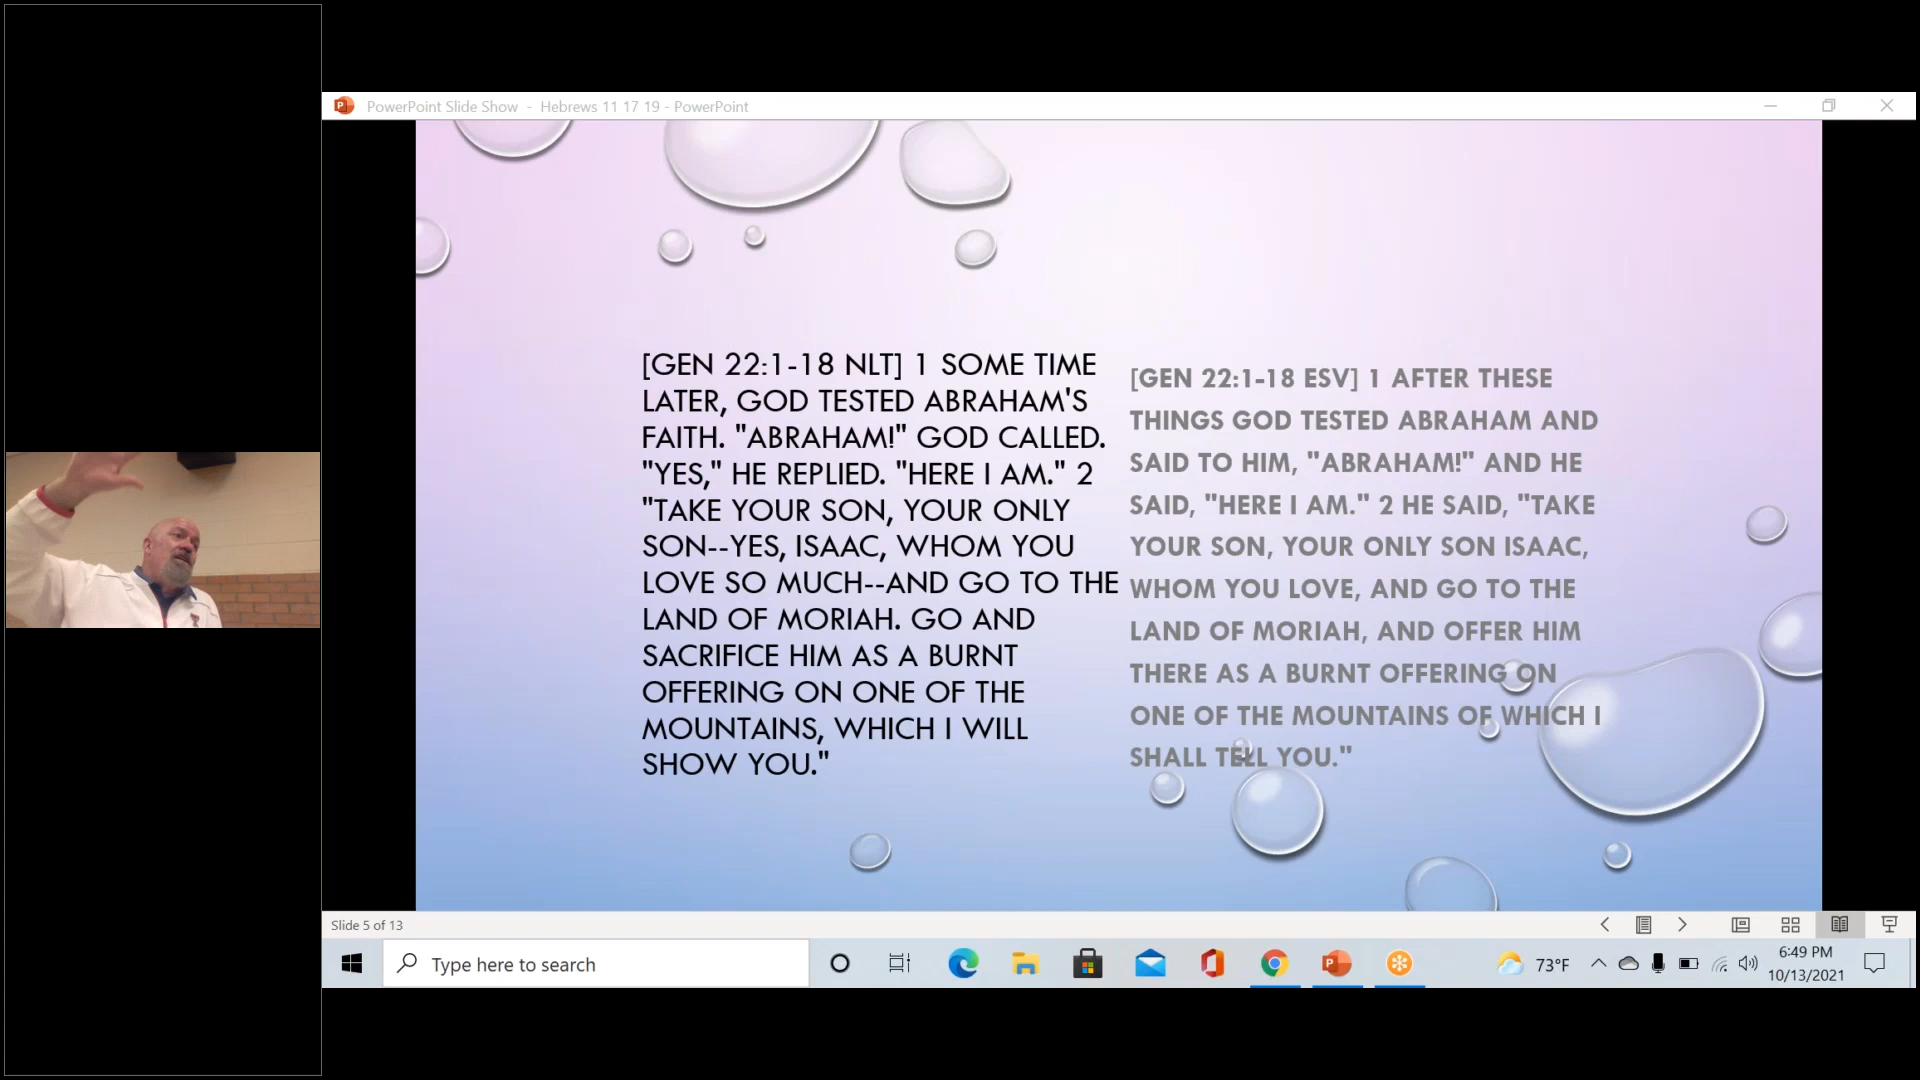 PowerPoint Slide Show - Hebrews 11 17 19 - PowerPoint
[GEN 22:1-18 NLT] 1 SOME TIME
LATER, GOD TESTED ABRAHAM'S
FAITH. "ABRAHAM!" GOD CALLED.
"YES," HE REPLIED. "HERE I AM." 2
"TAKE YOUR SON, YOUR ONLY
SON--YES, ISAAC, WHOM YOU
LOVE SO MUCH--AND GO TO THE
LAND OF MORIAH. GO AND
SACRIFICE HIM AS A BURNT
OFFERING ON ONE OF THE
MOUNTAINS, WHICH I WILL
SHOW YOU."
[GEN 22:1-18 ESV] 1 AFTER THESE
THINGS GOD TESTED ABRAHAM AND
SAID TO HIM, "ABRAHAM!" AND HE
SAID, "HERE I AM." 2 HE SAID, "TAKE
YOUR SON, YOUR ONLY SON ISAAC,
WHOM YOU LOVE, AND GO TO THE
LAND OF MORIAH, AND OFFER HIM
THERE AS A BURNT OFFERING ON
ONE OF THE MOUNTAINS OF WHICH I
SHALL TELL YOU."
Slide 5 of 13
Type here to search
73°F
6:49 PM
10/13/2021